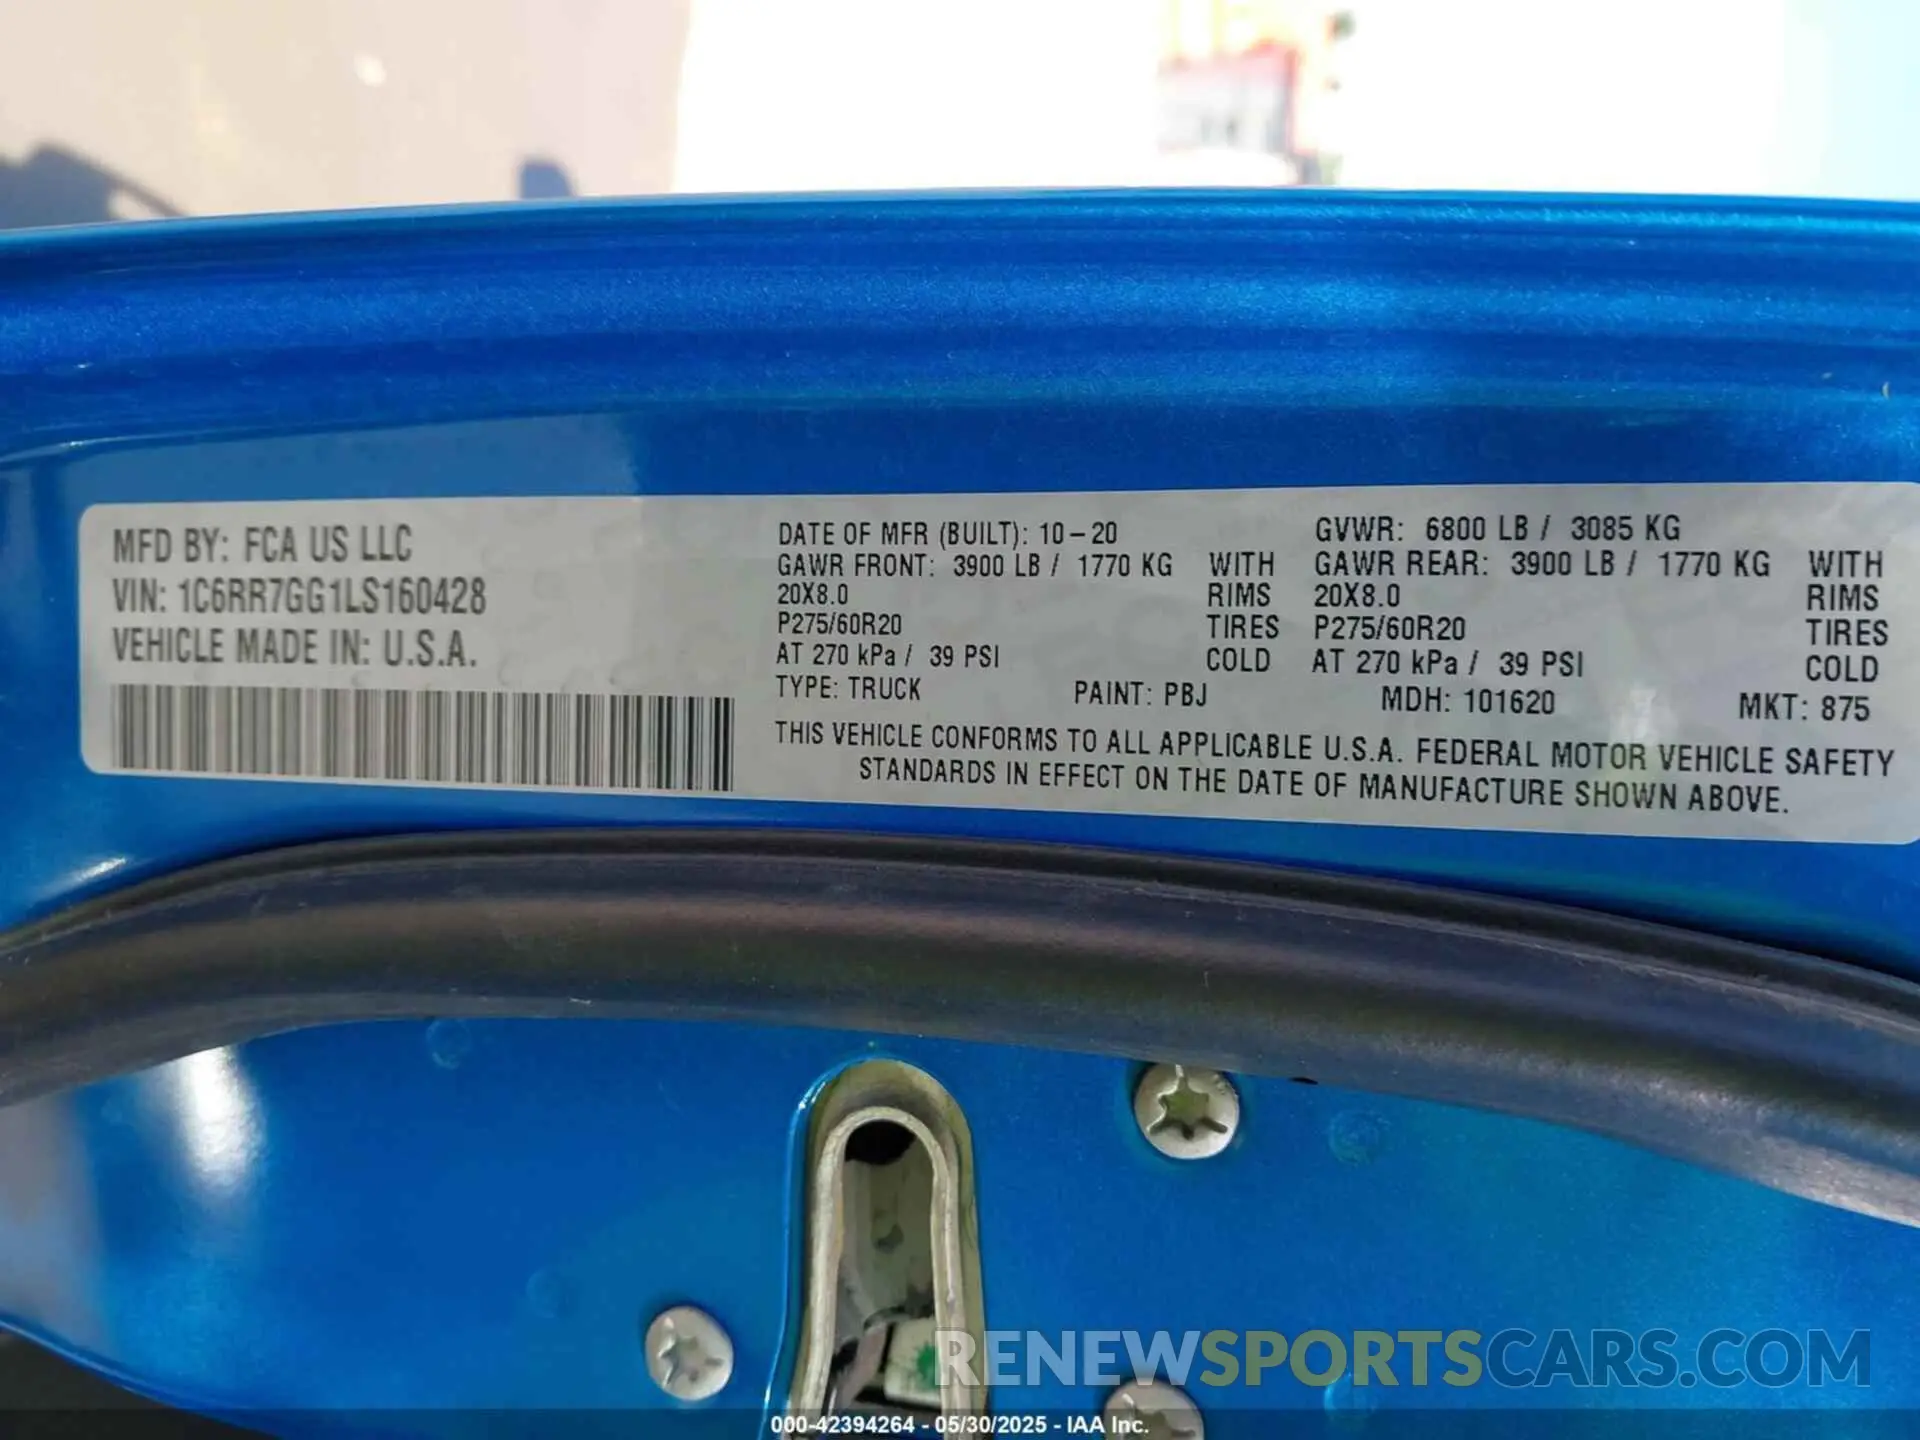 MFD BY: FCA US LLC
VIN: 1C6RR7GG1LS160428
VEHICLE MADE IN: U.S.A.
DATE OF MFR (BUILT): 10-20 GVWR: 6800 LB / 3085 KG
GAWR FRONT: 3900 LB / 1770 KG WITH GAWR REAR: 3900 LB / 1770 KG WITH
20X8.0 RIMS 20X8.0 RIMS
P275/60R20 TIRES P275/60R20 TIRES
AT 270 kPa / 39 PSI COLD AT 270 kPa / 39 PSI COLD
TYPE: TRUCK PAINT: PBJ MDH: 101620 MKT: 875
THIS VEHICLE CONFORMS TO ALL APPLICABLE U.S.A. FEDERAL MOTOR VEHICLE SAFETY
STANDARDS IN EFFECT ON THE DATE OF MANUFACTURE SHOWN ABOVE.
RENEWSPORTSCARS.COM
000-42394264 - 05/30/2025 - IAA Inc.